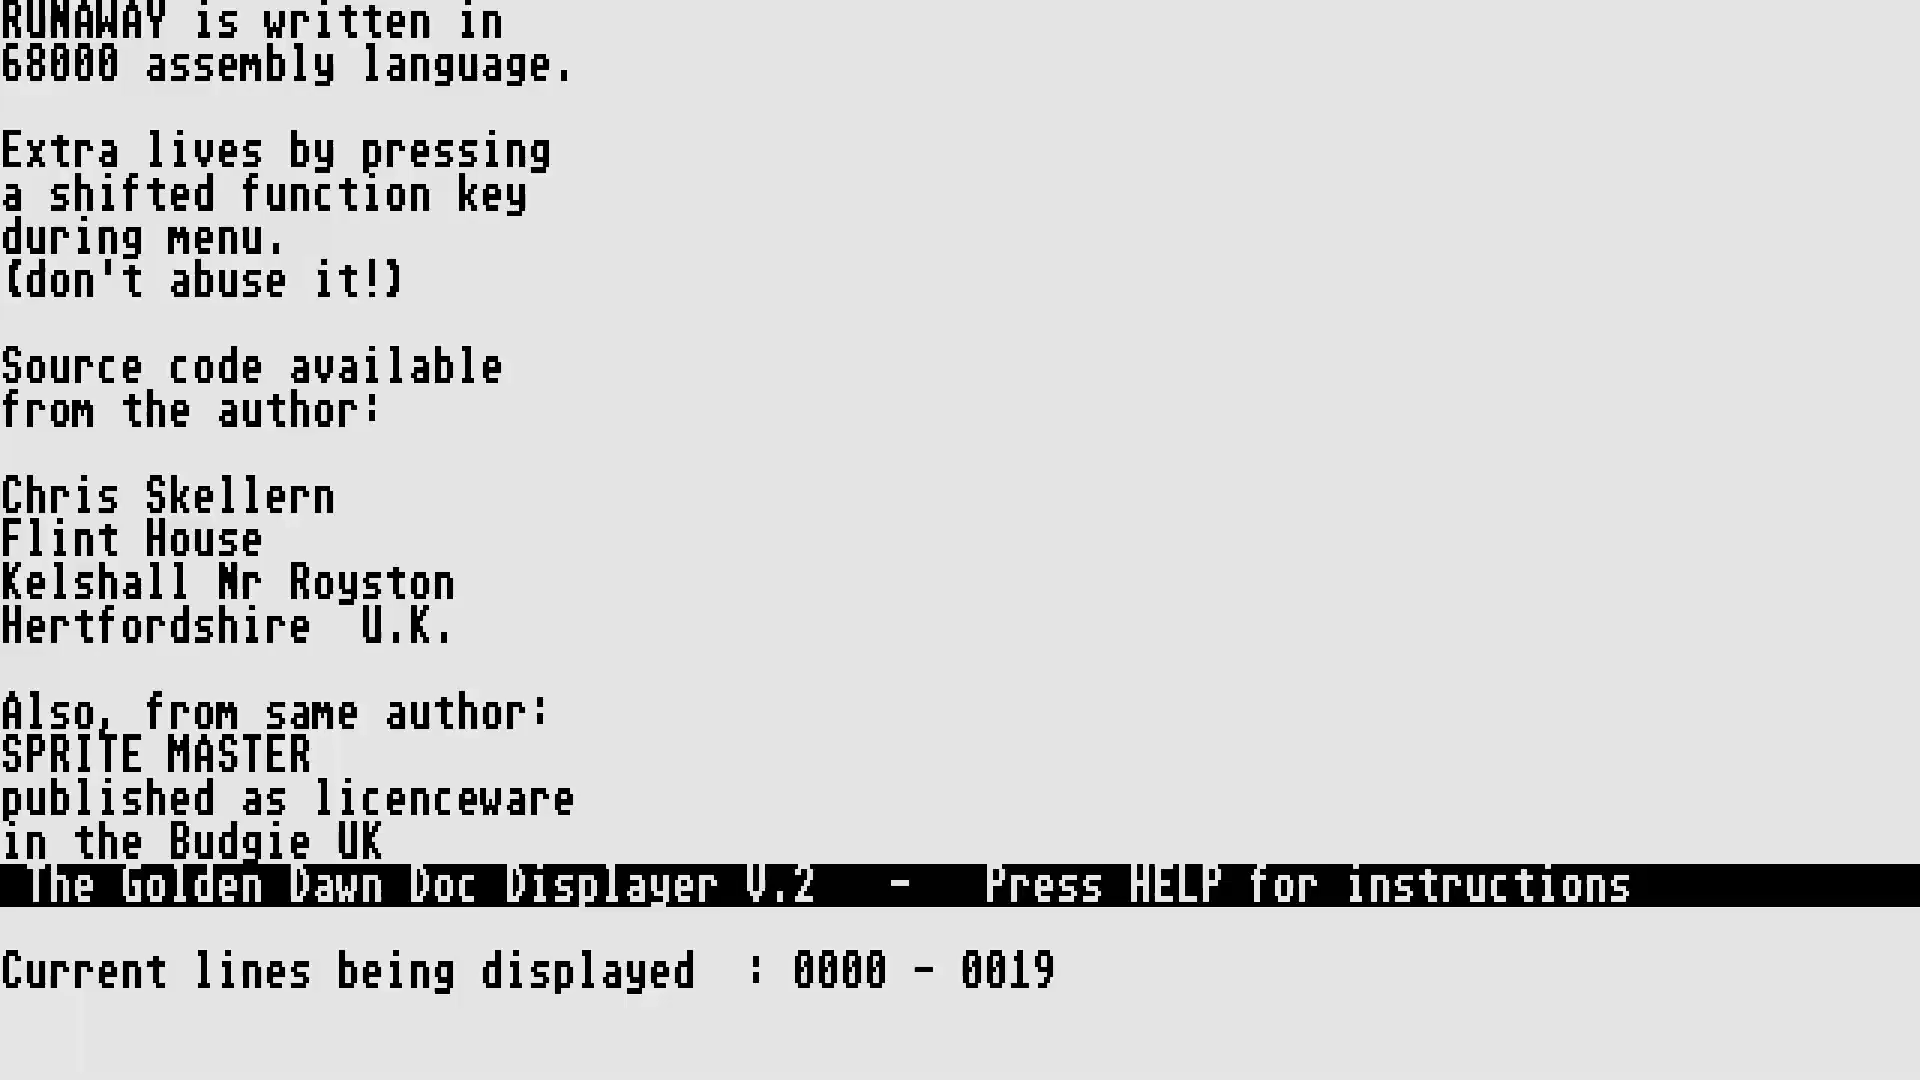 RUNAWAY is written in
68000 assembly language.
Extra lives by pressing
a shifted function key
during menu.
(don't abuse it!)
Source code available
from the author:
Chris Skellern
Flint House
Kelshall Nr Royston
Hertfordshire  U.K.
Also, from same author:
SPRITE MASTER
published as licenceware
in the Budgie UK
The Golden Dawn Doc Displayer V.2   -   Press HELP for instructions
Current lines being displayed  : 0000 - 0019